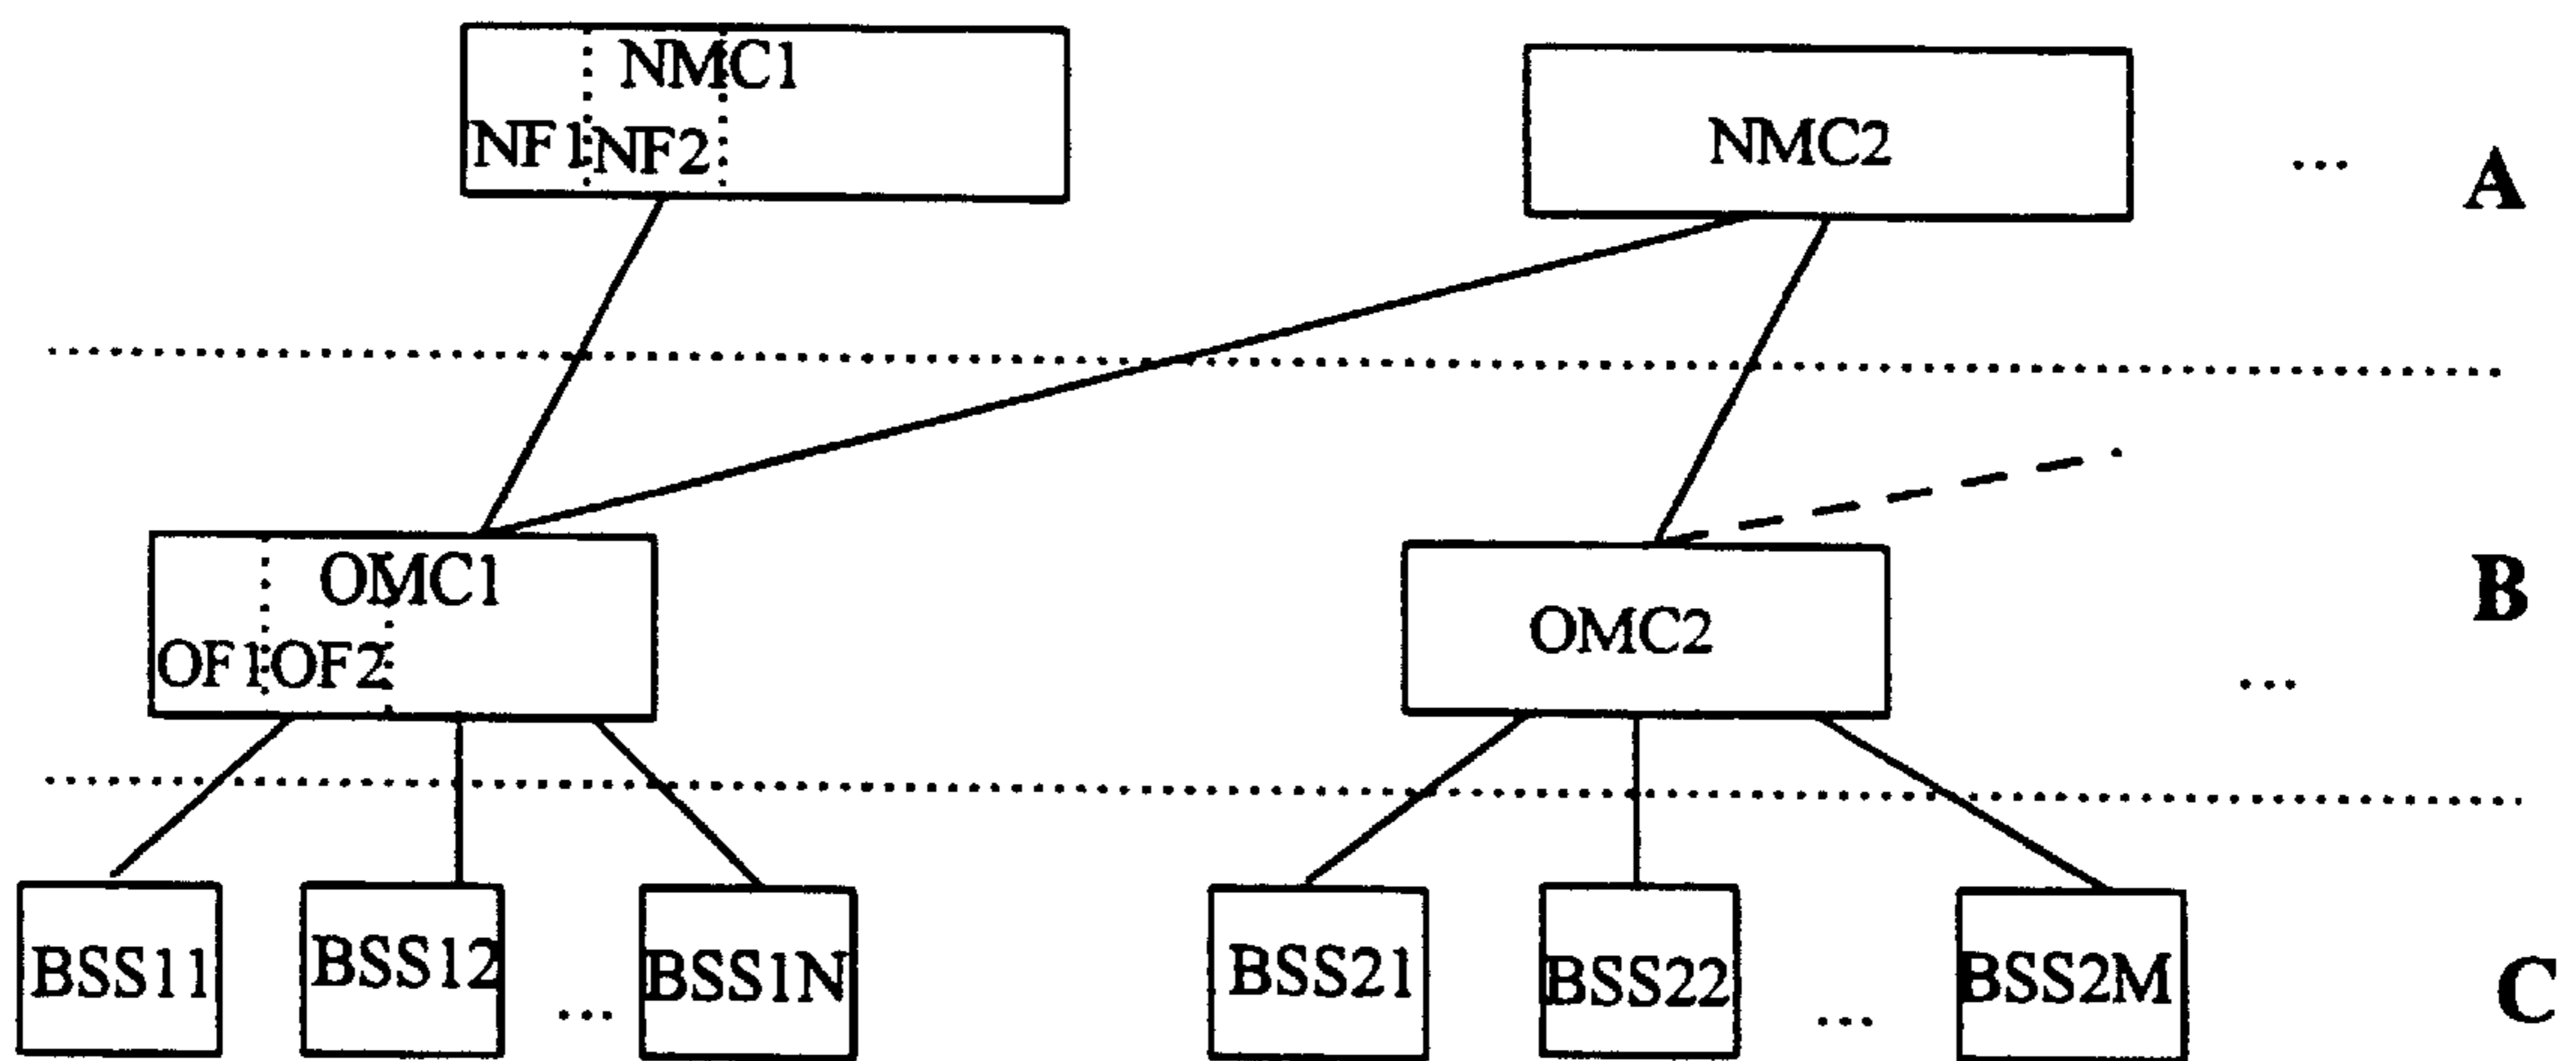 NMC1
NF1 NF2
NMC2
...
A
OMC1
OF1 OF2
OMC2
B
...
BSS11
BSS12
...
BSS1N
BSS21
BSS22
...
BSS2M
C